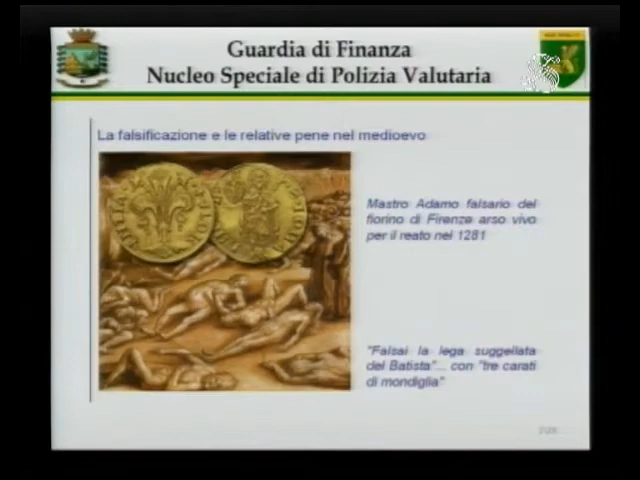 Guardia di Finanza
Nucleo Speciale di Polizia Valutaria
La falsificazione e le relative pene nel medioevo
Mastro Adamo falsario del
fiorino di Firenze arso vivo
per il reato nel 1281
"Falsai la lega suggellata
del Batista"... con "tre carati
di mondiglia"